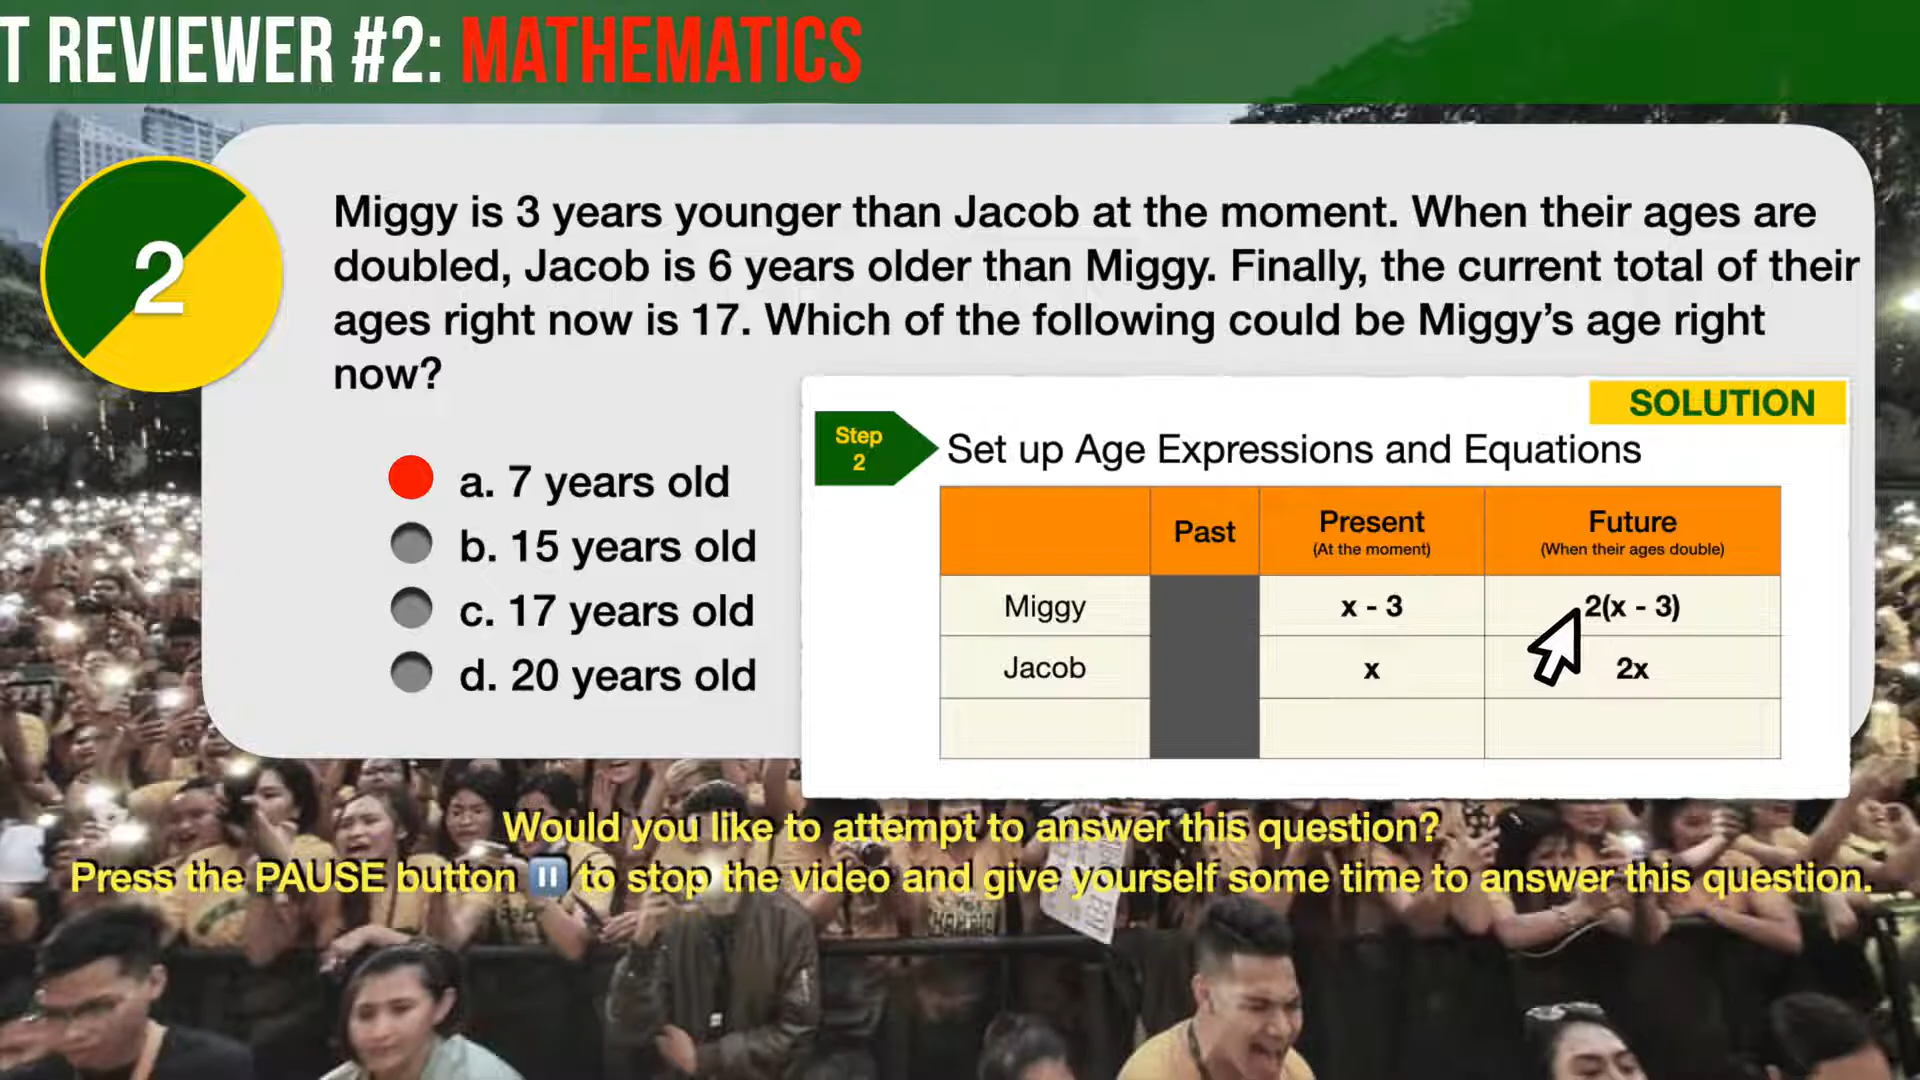 T REVIEWER #2: MATHEMATICS
2
Miggy is 3 years younger than Jacob at the moment. When their ages are
doubled, Jacob is 6 years older than Miggy. Finally, the current total of their
ages right now is 17. Which of the following could be Miggy’s age right
now?
a. 7 years old
b. 15 years old
c. 17 years old
d. 20 years old
SOLUTION
Step
2
Set up Age Expressions and Equations
Past
Present
(At the moment)
Future
(When their ages double)
Miggy
x - 3
2(x - 3)
Jacob
x
2x
Would you like to attempt to answer this question?
Press the PAUSE button ⏸ to stop the video and give yourself some time to answer this question.